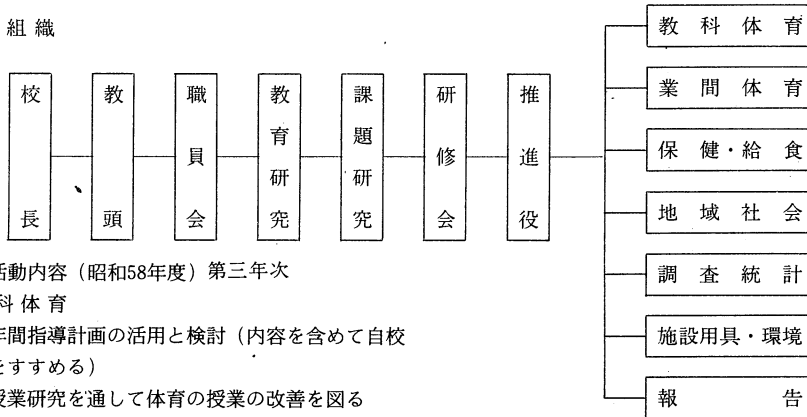 組織
校長
教頭
職員会
教育研究
課題研究
研修会
推進役
教科体育
業間体育
保健・給食
地域社会
調査統計
施設用具・環境
報告
活動内容(昭和58年度)第三年次
科体育
年間指導計画の活用と検討(内容を含めて自校
をすすめる)
授業研究を通して体育の授業の改善を図る